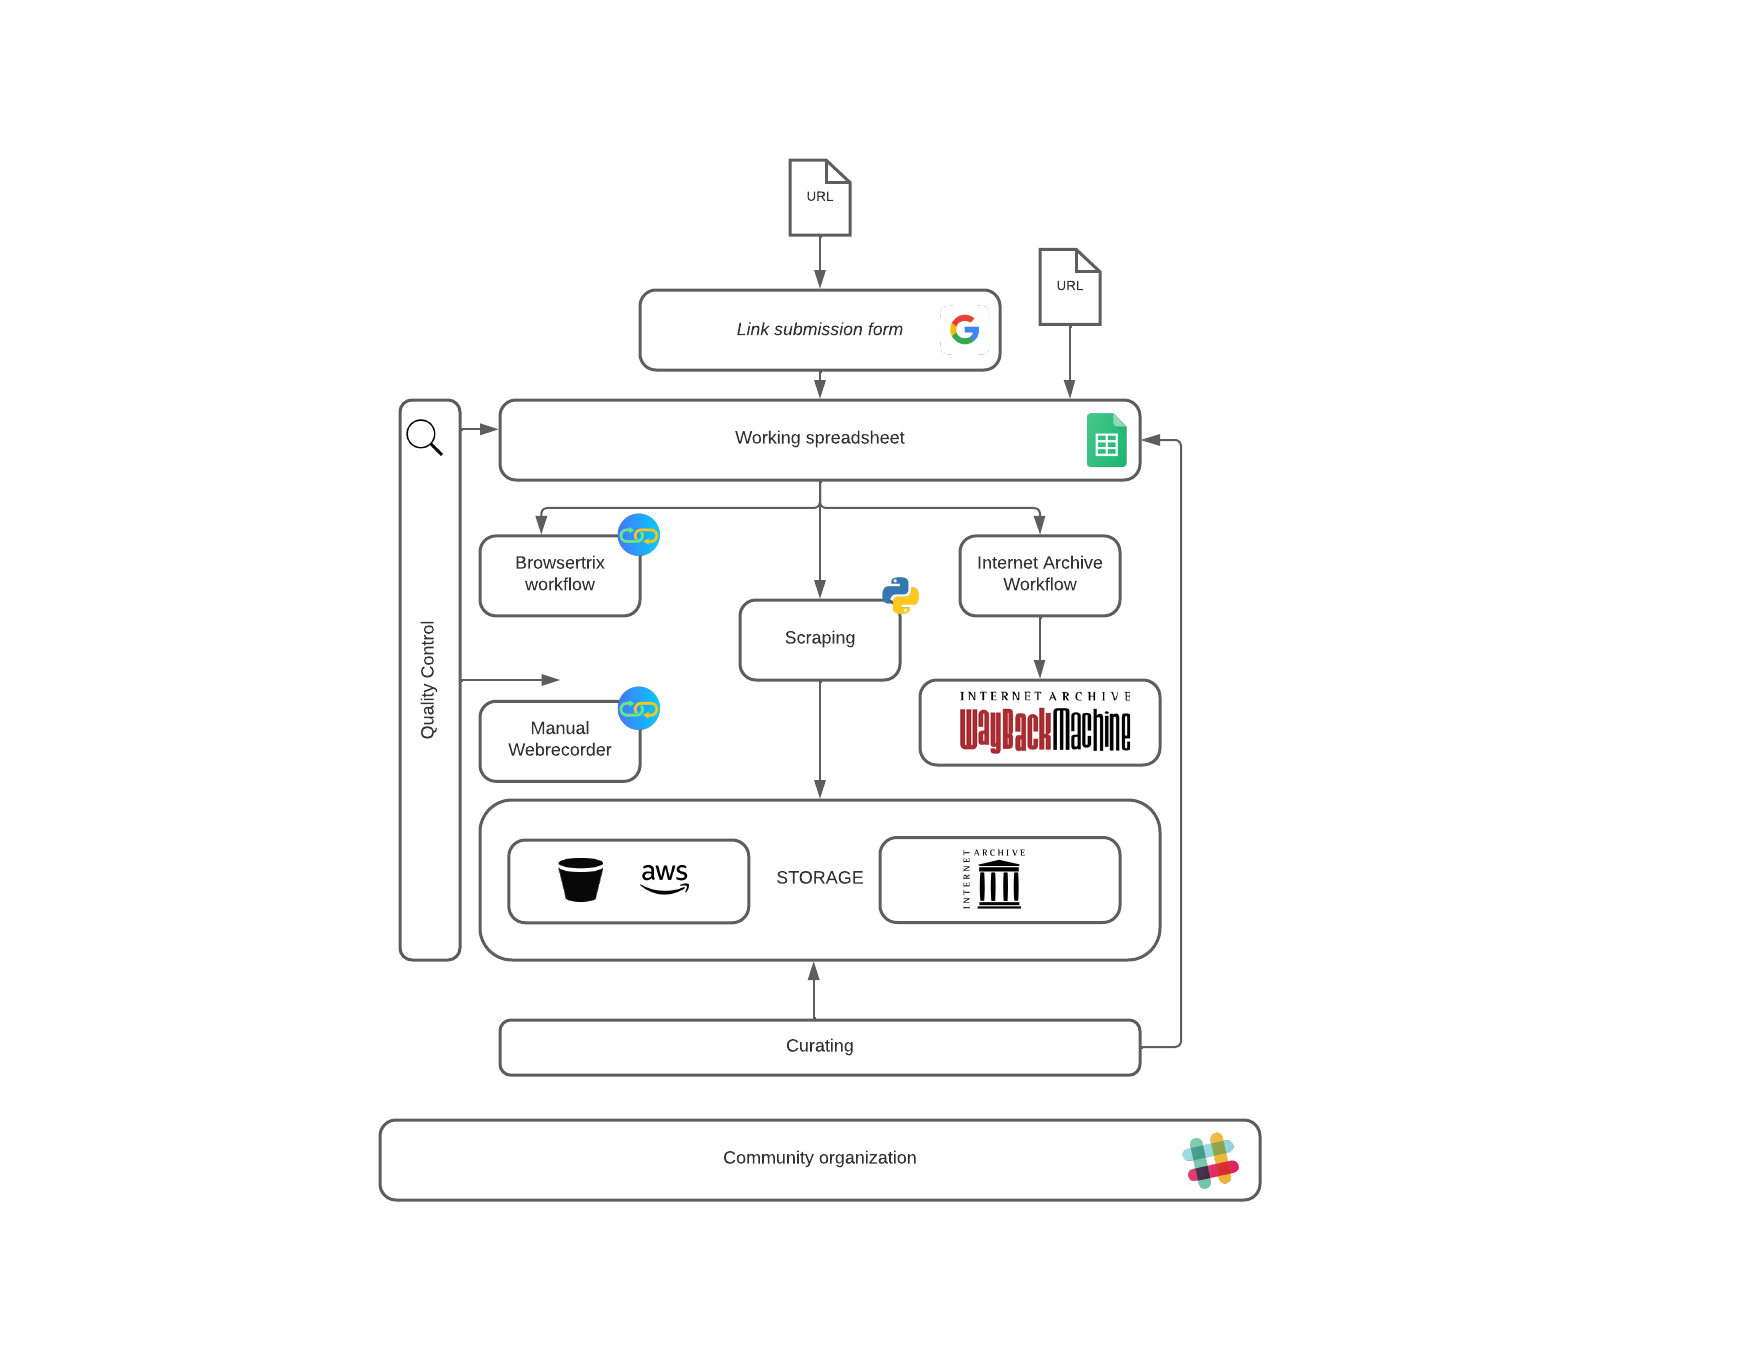 URL
URL
Link submission form
Working spreadsheet
Quality Control
Browsertrix
workflow
Internet Archive
Workflow
Scraping
INTERNET ARCHIVE
WayBackMachine
Manual
Webrecorder
aws
STORAGE
INTERNET ARCHIVE
Curating
Community organization